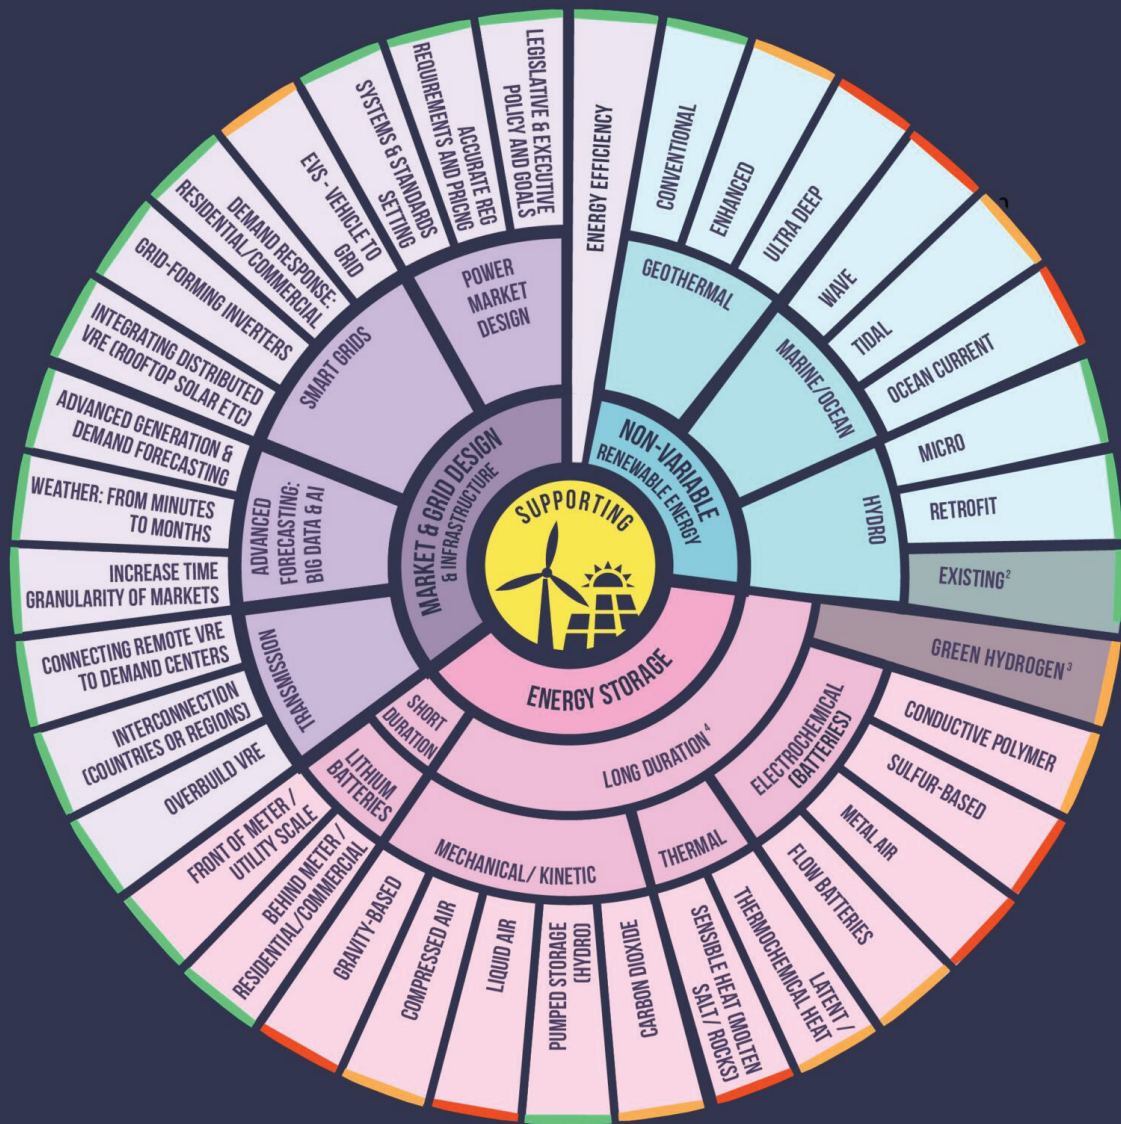 SUPPORTING
NON-VARIABLE
RENEWABLE ENERGY
ENERGY STORAGE
MARKET & GRID DESIGN
& INFRASTRUCTURE
ENERGY EFFICIENCY
GEOTHERMAL
CONVENTIONAL
ENHANCED
ULTRA DEEP
MARINE/OCEAN
WAVE
TIDAL
OCEAN CURRENT
HYDRO
MICRO
RETROFIT
EXISTING²
GREEN HYDROGEN³
LONG DURATION⁴
ELECTROCHEMICAL
(BATTERIES)
CONDUCTIVE POLYMER
SULFUR-BASED
METAL AIR
FLOW BATTERIES
THERMAL
LATENT /
THERMOCHEMICAL HEAT
SENSIBLE HEAT (MOLTEN
SALT/ ROCKS)
MECHANICAL/ KINETIC
CARBON DIOXIDE
PUMPED STORAGE
(HYDRO)
LIQUID AIR
COMPRESSED AIR
GRAVITY-BASED
SHORT
DURATION
LITHIUM
BATTERIES
BEHIND METER /
RESIDENTIAL/COMMERCIAL
FRONT OF METER /
UTILITY SCALE
TRANSMISSION
OVERBUILD VRE
INTERCONNECTION
(COUNTRIES OR REGIONS)
CONNECTING REMOTE VRE
TO DEMAND CENTERS
ADVANCED
FORECASTING:
BIG DATA & AI
INCREASE TIME
GRANULARITY OF MARKETS
WEATHER: FROM MINUTES
TO MONTHS
ADVANCED GENERATION &
DEMAND FORECASTING
SMART GRIDS
INTEGRATING DISTRIBUTED
VRE (ROOFTOP SOLAR ETC)
GRID-FORMING INVERTERS
DEMAND RESPONSE:
RESIDENTIAL/COMMERCIAL
EVS - VEHICLE TO
GRID
SYSTEMS & STANDARDS
SETTING
POWER
MARKET
DESIGN
ACCURATE REG
REQUIREMENTS AND PRICNG
LEGISLATIVE & EXECUTIVE
POLICY AND GOALS